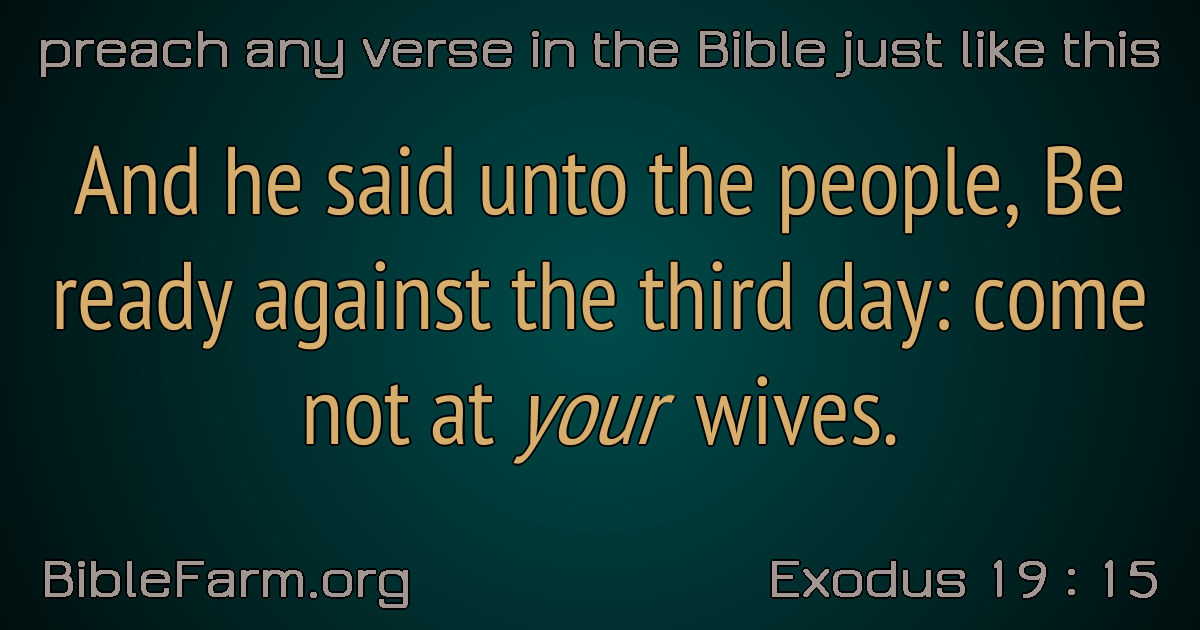 preach any verse in the Bible just like this
And he said unto the people, Be
ready against the third day: come
not at your wives.
BibleFarm.org
Exodus 19 : 15